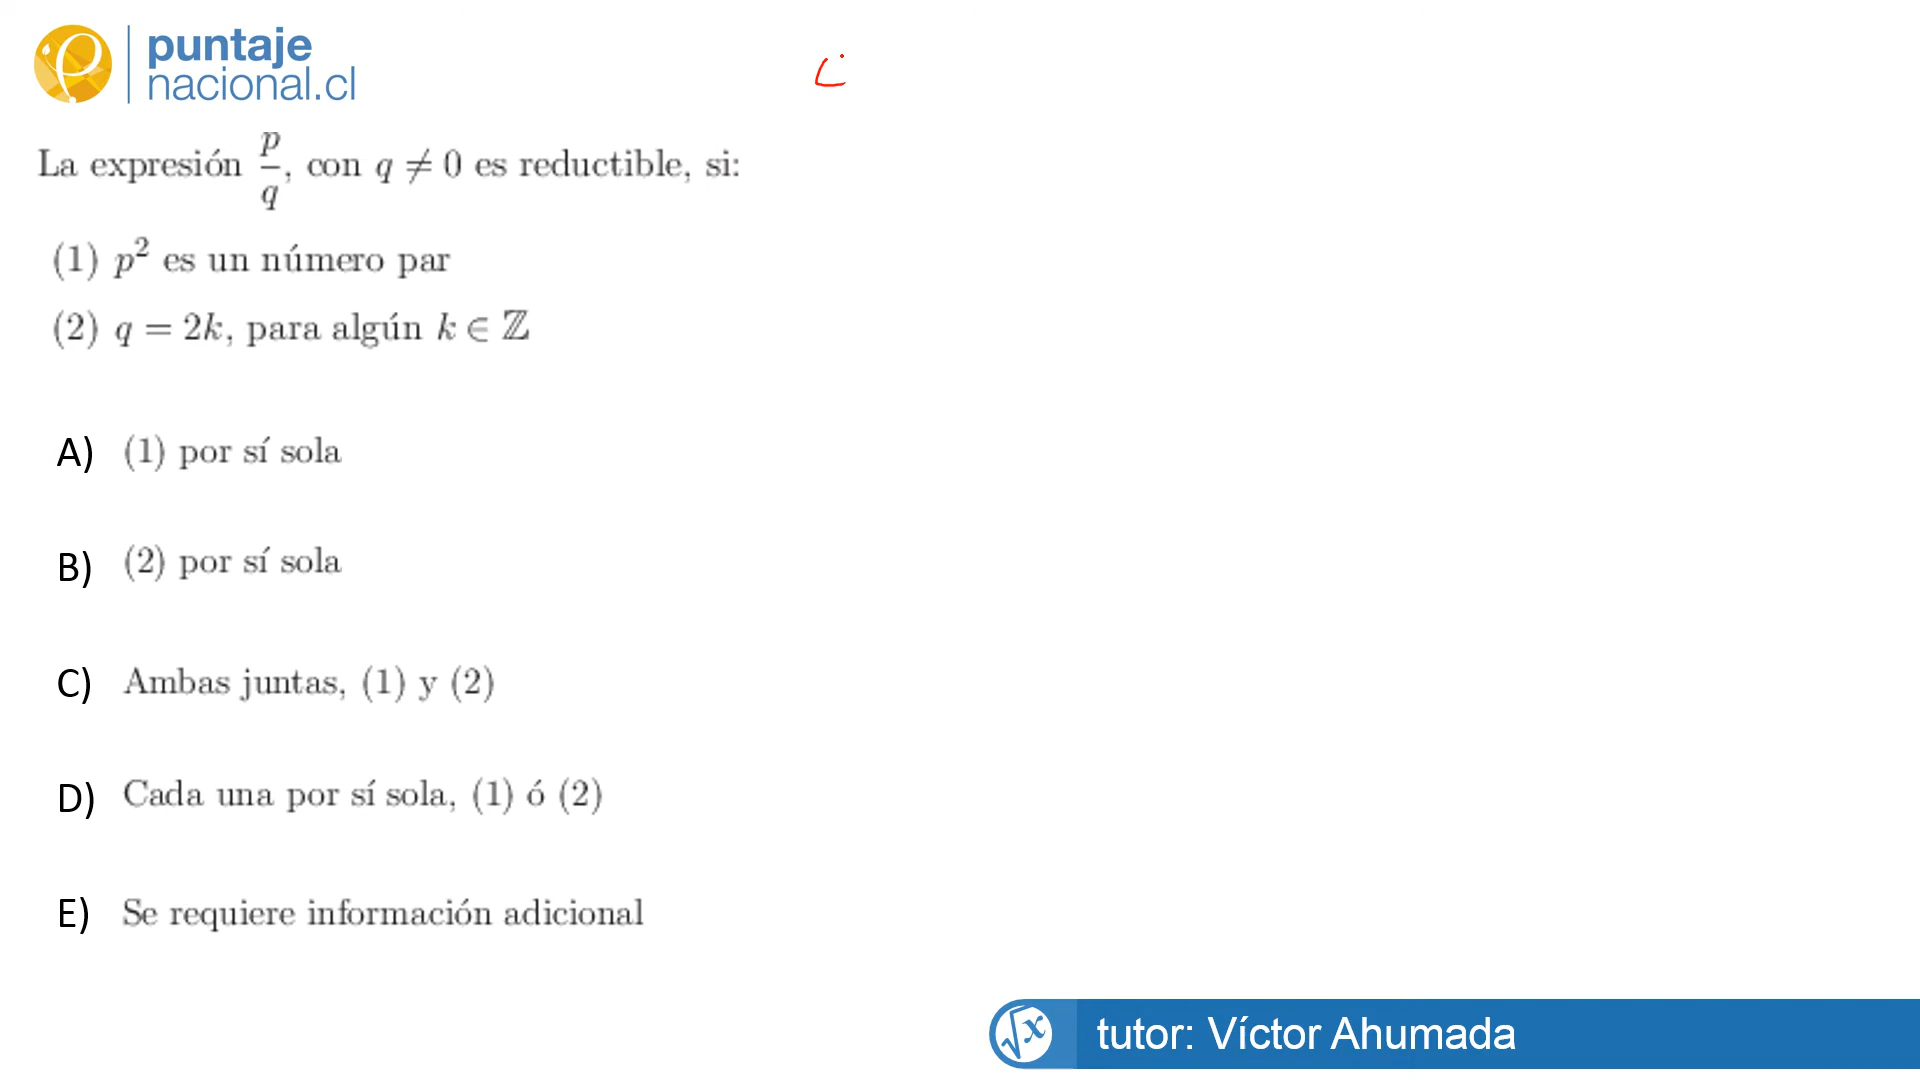 puntaje
nacional.cl
La expresión p/q, con q ≠ 0 es reductible, si:
(1) p² es un número par
(2) q = 2k, para algún k ∈ ℤ
A) (1) por sí sola
B) (2) por sí sola
C) Ambas juntas, (1) y (2)
D) Cada una por sí sola, (1) ó (2)
E) Se requiere información adicional
√x tutor: Víctor Ahumada